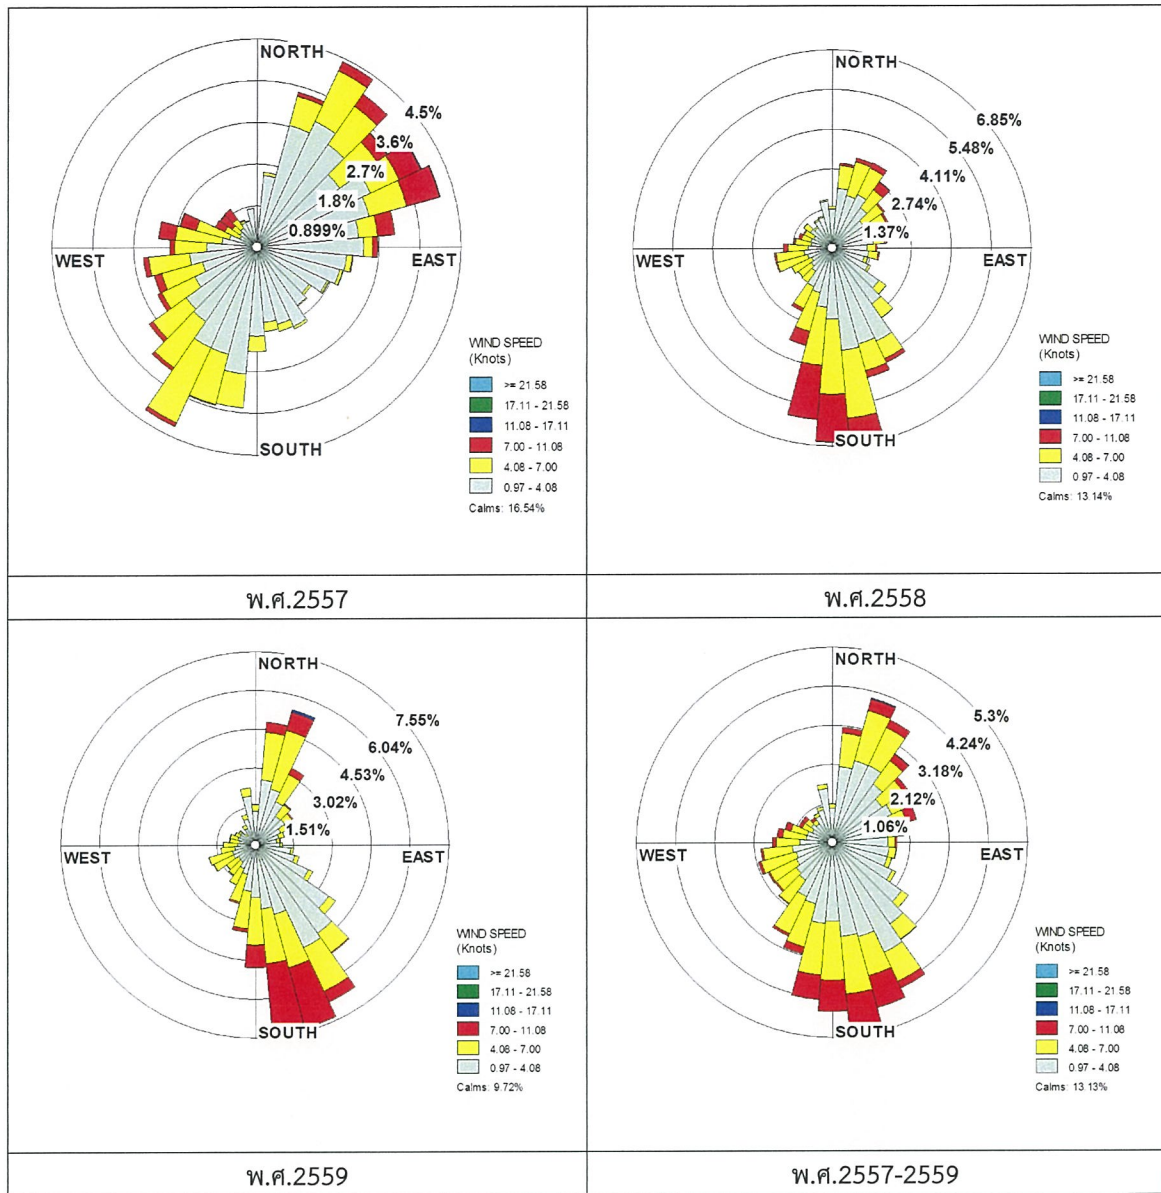 NORTH
4.5%
3.6%
2.7%
1.8%
0.899%
WEST
EAST
SOUTH
WIND SPEED
(Knots)
>= 21.58
17.11 - 21.58
11.08 - 17.11
7.00 - 11.08
4.08 - 7.00
0.97 - 4.08
Calms: 16.54%
พ.ศ.2557
NORTH
6.85%
5.48%
4.11%
2.74%
1.37%
WEST
EAST
SOUTH
WIND SPEED
(Knots)
>= 21.58
17.11 - 21.58
11.08 - 17.11
7.00 - 11.08
4.08 - 7.00
0.97 - 4.08
Calms: 13.14%
พ.ศ.2558
NORTH
7.55%
6.04%
4.53%
3.02%
1.51%
WEST
EAST
SOUTH
WIND SPEED
(Knots)
>= 21.58
17.11 - 21.58
11.08 - 17.11
7.00 - 11.08
4.08 - 7.00
0.97 - 4.08
Calms: 9.72%
พ.ศ.2559
NORTH
5.3%
4.24%
3.18%
2.12%
1.06%
WEST
EAST
SOUTH
WIND SPEED
(Knots)
>= 21.58
17.11 - 21.58
11.08 - 17.11
7.00 - 11.08
4.08 - 7.00
0.97 - 4.08
Calms: 13.13%
พ.ศ.2557-2559